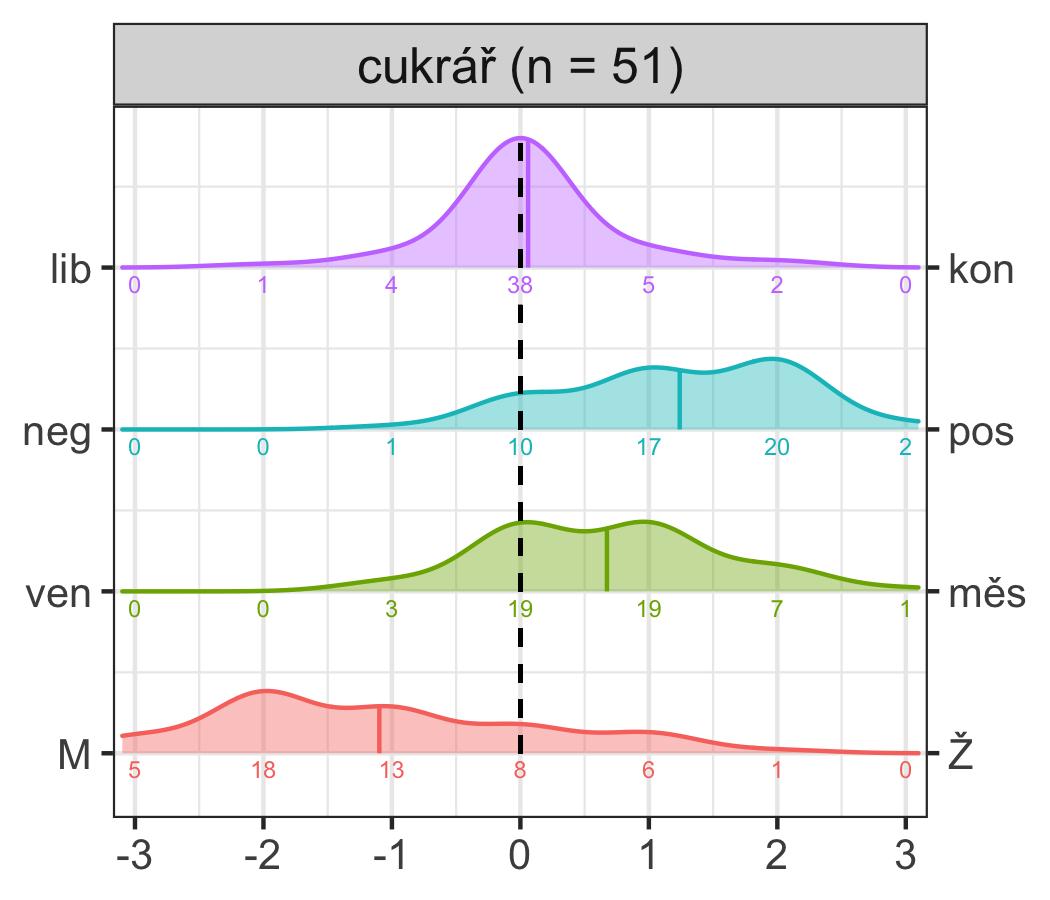 cukrář (n = 51)
lib kon
0 1 4 38 5 2 0
neg pos
0 0 1 10 17 20 2
ven měs
0 0 3 19 19 7 1
M Ž
5 18 13 8 6 1 0
-3 -2 -1 0 1 2 3